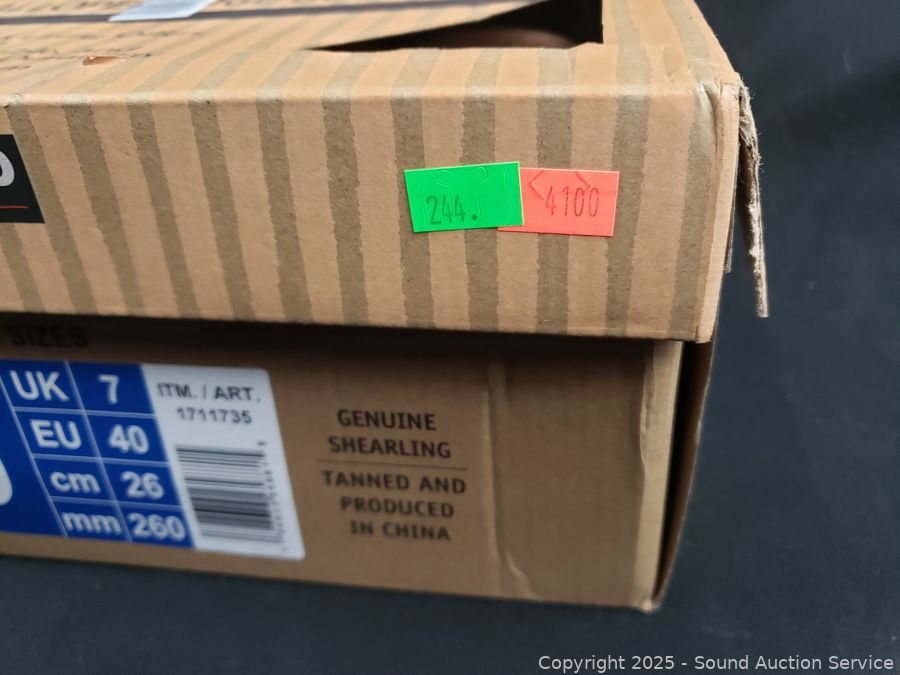 244.
4100
SIZES
UK 7
EU 40
cm 26
mm 260
ITM. / ART.
1711735
GENUINE
SHEARLING
TANNED AND
PRODUCED
IN CHINA
Copyright © 2025 - Sound Auction Service